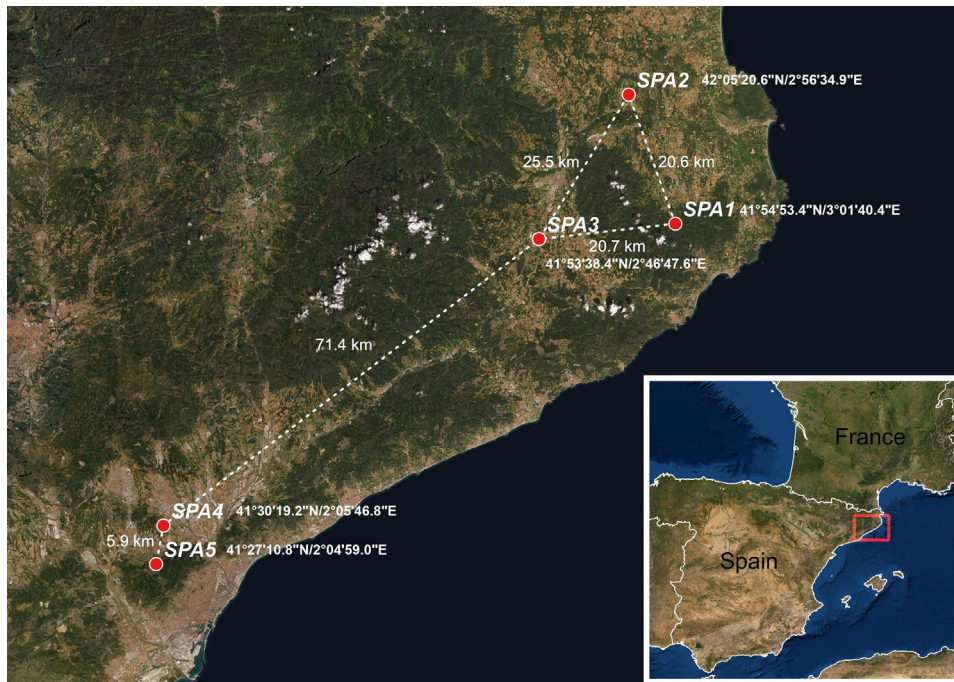 SPA2 42°05'20.6"N/2°56'34.9"E
25.5 km
20.6 km
SPA1 41°54'53.4"N/3°01'40.4"E
SPA3
20.7 km
41°53'38.4"N/2°46'47.6"E
71.4 km
France
SPA4 41°30'19.2"N/2°05'46.8"E
5.9 km
SPA5 41°27'10.8"N/2°04'59.0"E
Spain